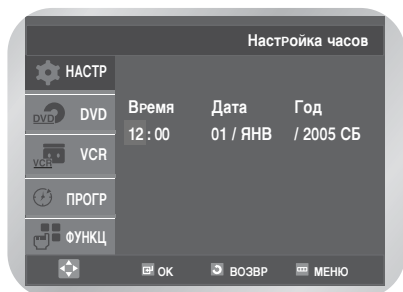 Настройка часов
НАСТР
DVD DVD
Время Дата Год
12 : 00 01 / ЯНВ / 2005 СБ
VCR VCR
ПРОГР
ФУНКЦ
ОК ВОЗВР МЕНЮ